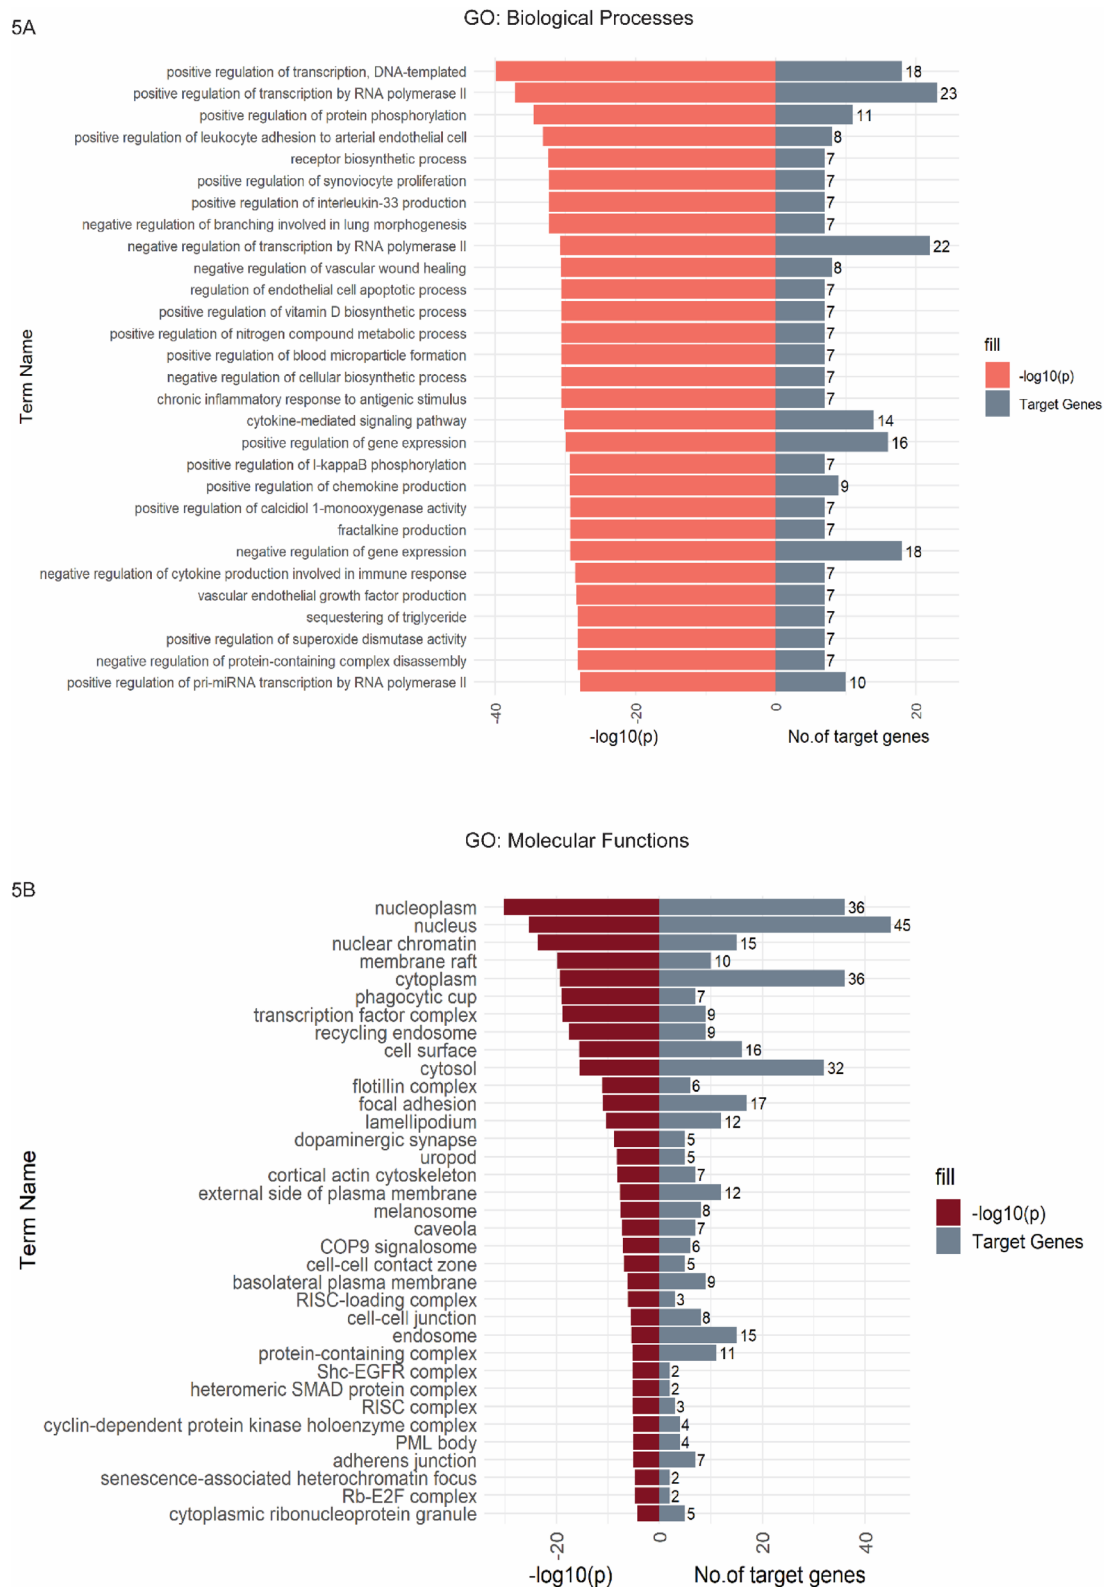 GO: Biological Processes
5A
positive regulation of transcription, DNA-templated 18
positive regulation of transcription by RNA polymerase II 23
positive regulation of protein phosphorylation 11
positive regulation of leukocyte adhesion to arterial endothelial cell 8
receptor biosynthetic process 7
positive regulation of synoviocyte proliferation 7
positive regulation of interleukin-33 production 7
negative regulation of branching involved in lung morphogenesis 7
negative regulation of transcription by RNA polymerase II 22
negative regulation of vascular wound healing 8
regulation of endothelial cell apoptotic process 7
positive regulation of vitamin D biosynthetic process 7
positive regulation of nitrogen compound metabolic process 7
positive regulation of blood microparticle formation 7
negative regulation of cellular biosynthetic process 7
chronic inflammatory response to antigenic stimulus 7
cytokine-mediated signaling pathway 14
positive regulation of gene expression 16
positive regulation of I-kappaB phosphorylation 7
positive regulation of chemokine production 9
positive regulation of calcidiol 1-monooxygenase activity 7
fractalkine production 7
negative regulation of gene expression 18
negative regulation of cytokine production involved in immune response 7
vascular endothelial growth factor production 7
sequestering of triglyceride 7
positive regulation of superoxide dismutase activity 7
negative regulation of protein-containing complex disassembly 7
positive regulation of pri-miRNA transcription by RNA polymerase II 10
Term Name
fill
-log10(p)
Target Genes
-40 -20 0 20
-log10(p) No.of target genes
GO: Molecular Functions
5B
nucleoplasm 36
nucleus 45
nuclear chromatin 15
membrane raft 10
cytoplasm 36
phagocytic cup 7
transcription factor complex 9
recycling endosome 9
cell surface 16
cytosol 32
flotillin complex 6
focal adhesion 17
lamellipodium 12
dopaminergic synapse 5
uropod 5
cortical actin cytoskeleton 7
external side of plasma membrane 12
melanosome 8
caveola 7
COP9 signalosome 6
cell-cell contact zone 5
basolateral plasma membrane 9
RISC-loading complex 3
cell-cell junction 8
endosome 15
protein-containing complex 11
Shc-EGFR complex 2
heteromeric SMAD protein complex 2
RISC complex 3
cyclin-dependent protein kinase holoenzyme complex 4
PML body 4
adherens junction 7
senescence-associated heterochromatin focus 2
Rb-E2F complex 2
cytoplasmic ribonucleoprotein granule 5
Term Name
fill
-log10(p)
Target Genes
-20 0 20 40
-log10(p) No.of target genes